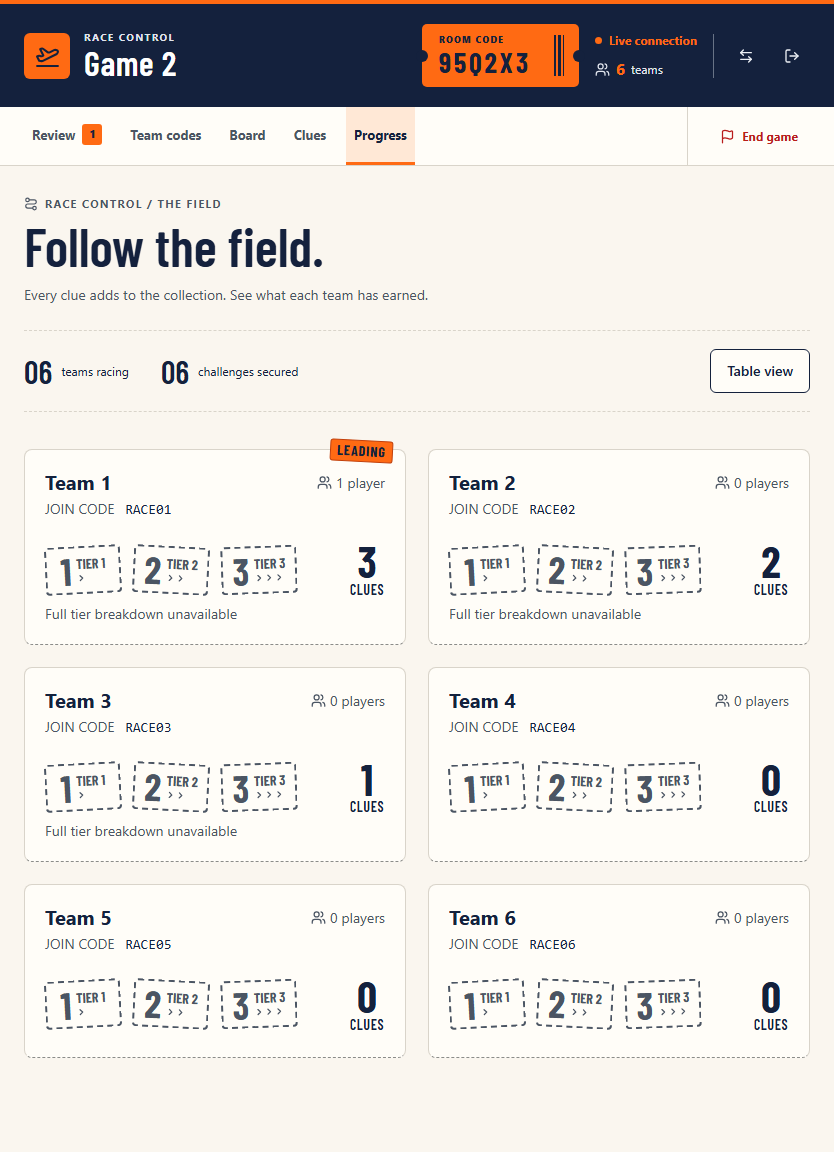 RACE CONTROL
Game 2
ROOM CODE
95Q2X3
Live connection
6 teams
Review 1
Team codes
Board
Clues
Progress
End game
RACE CONTROL / THE FIELD
Follow the field.
Every clue adds to the collection. See what each team has earned.
06 teams racing
06 challenges secured
Table view
LEADING
Team 1
1 player
JOIN CODE RACE01
1 TIER 1 ›
2 TIER 2 › ›
3 TIER 3 › › ›
3 CLUES
Full tier breakdown unavailable
Team 2
0 players
JOIN CODE RACE02
1 TIER 1 ›
2 TIER 2 › ›
3 TIER 3 › › ›
2 CLUES
Full tier breakdown unavailable
Team 3
0 players
JOIN CODE RACE03
1 TIER 1 ›
2 TIER 2 › ›
3 TIER 3 › › ›
1 CLUES
Full tier breakdown unavailable
Team 4
0 players
JOIN CODE RACE04
1 TIER 1 ›
2 TIER 2 › ›
3 TIER 3 › › ›
0 CLUES
Team 5
0 players
JOIN CODE RACE05
1 TIER 1 ›
2 TIER 2 › ›
3 TIER 3 › › ›
0 CLUES
Team 6
0 players
JOIN CODE RACE06
1 TIER 1 ›
2 TIER 2 › ›
3 TIER 3 › › ›
0 CLUES